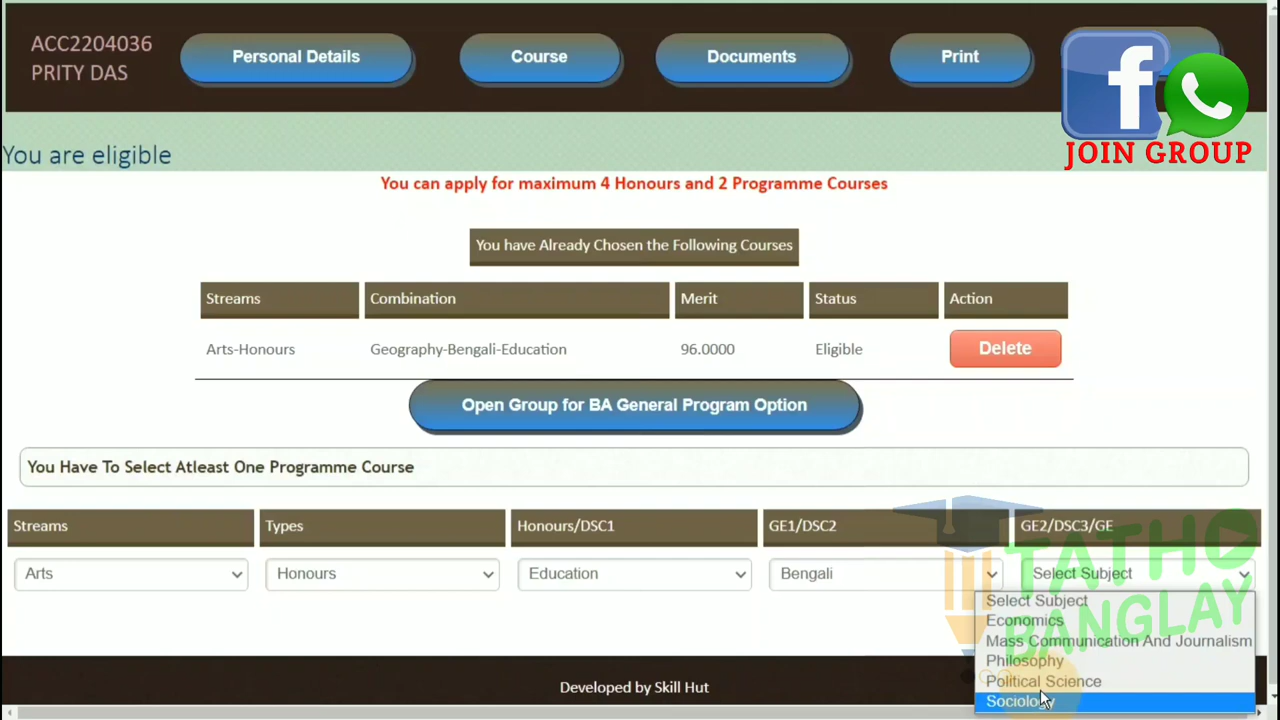 ACC2204036
PRITY DAS
Personal Details
Course
Documents
Print
JOIN GROUP
You are eligible
You can apply for maximum 4 Honours and 2 Programme Courses
You have Already Chosen the Following Courses
Streams Combination Merit Status Action
Arts-Honours Geography-Bengali-Education 96.0000 Eligible Delete
Open Group for BA General Program Option
You Have To Select Atleast One Programme Course
Streams Types Honours/DSC1 GE1/DSC2 GE2/DSC3/GE
Arts Honours Education Bengali Select Subject
Select Subject
Economics
Mass Communication And Journalism
Philosophy
Political Science
Sociology
TATHO
BANGLAY
Developed by Skill Hut